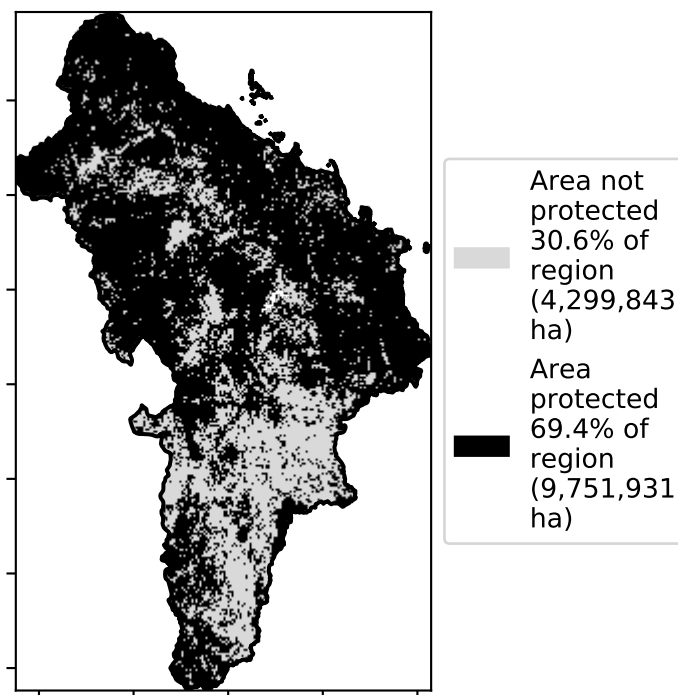 Area not
protected
30.6% of
region
(4,299,843
ha)
Area
protected
69.4% of
region
(9,751,931
ha)